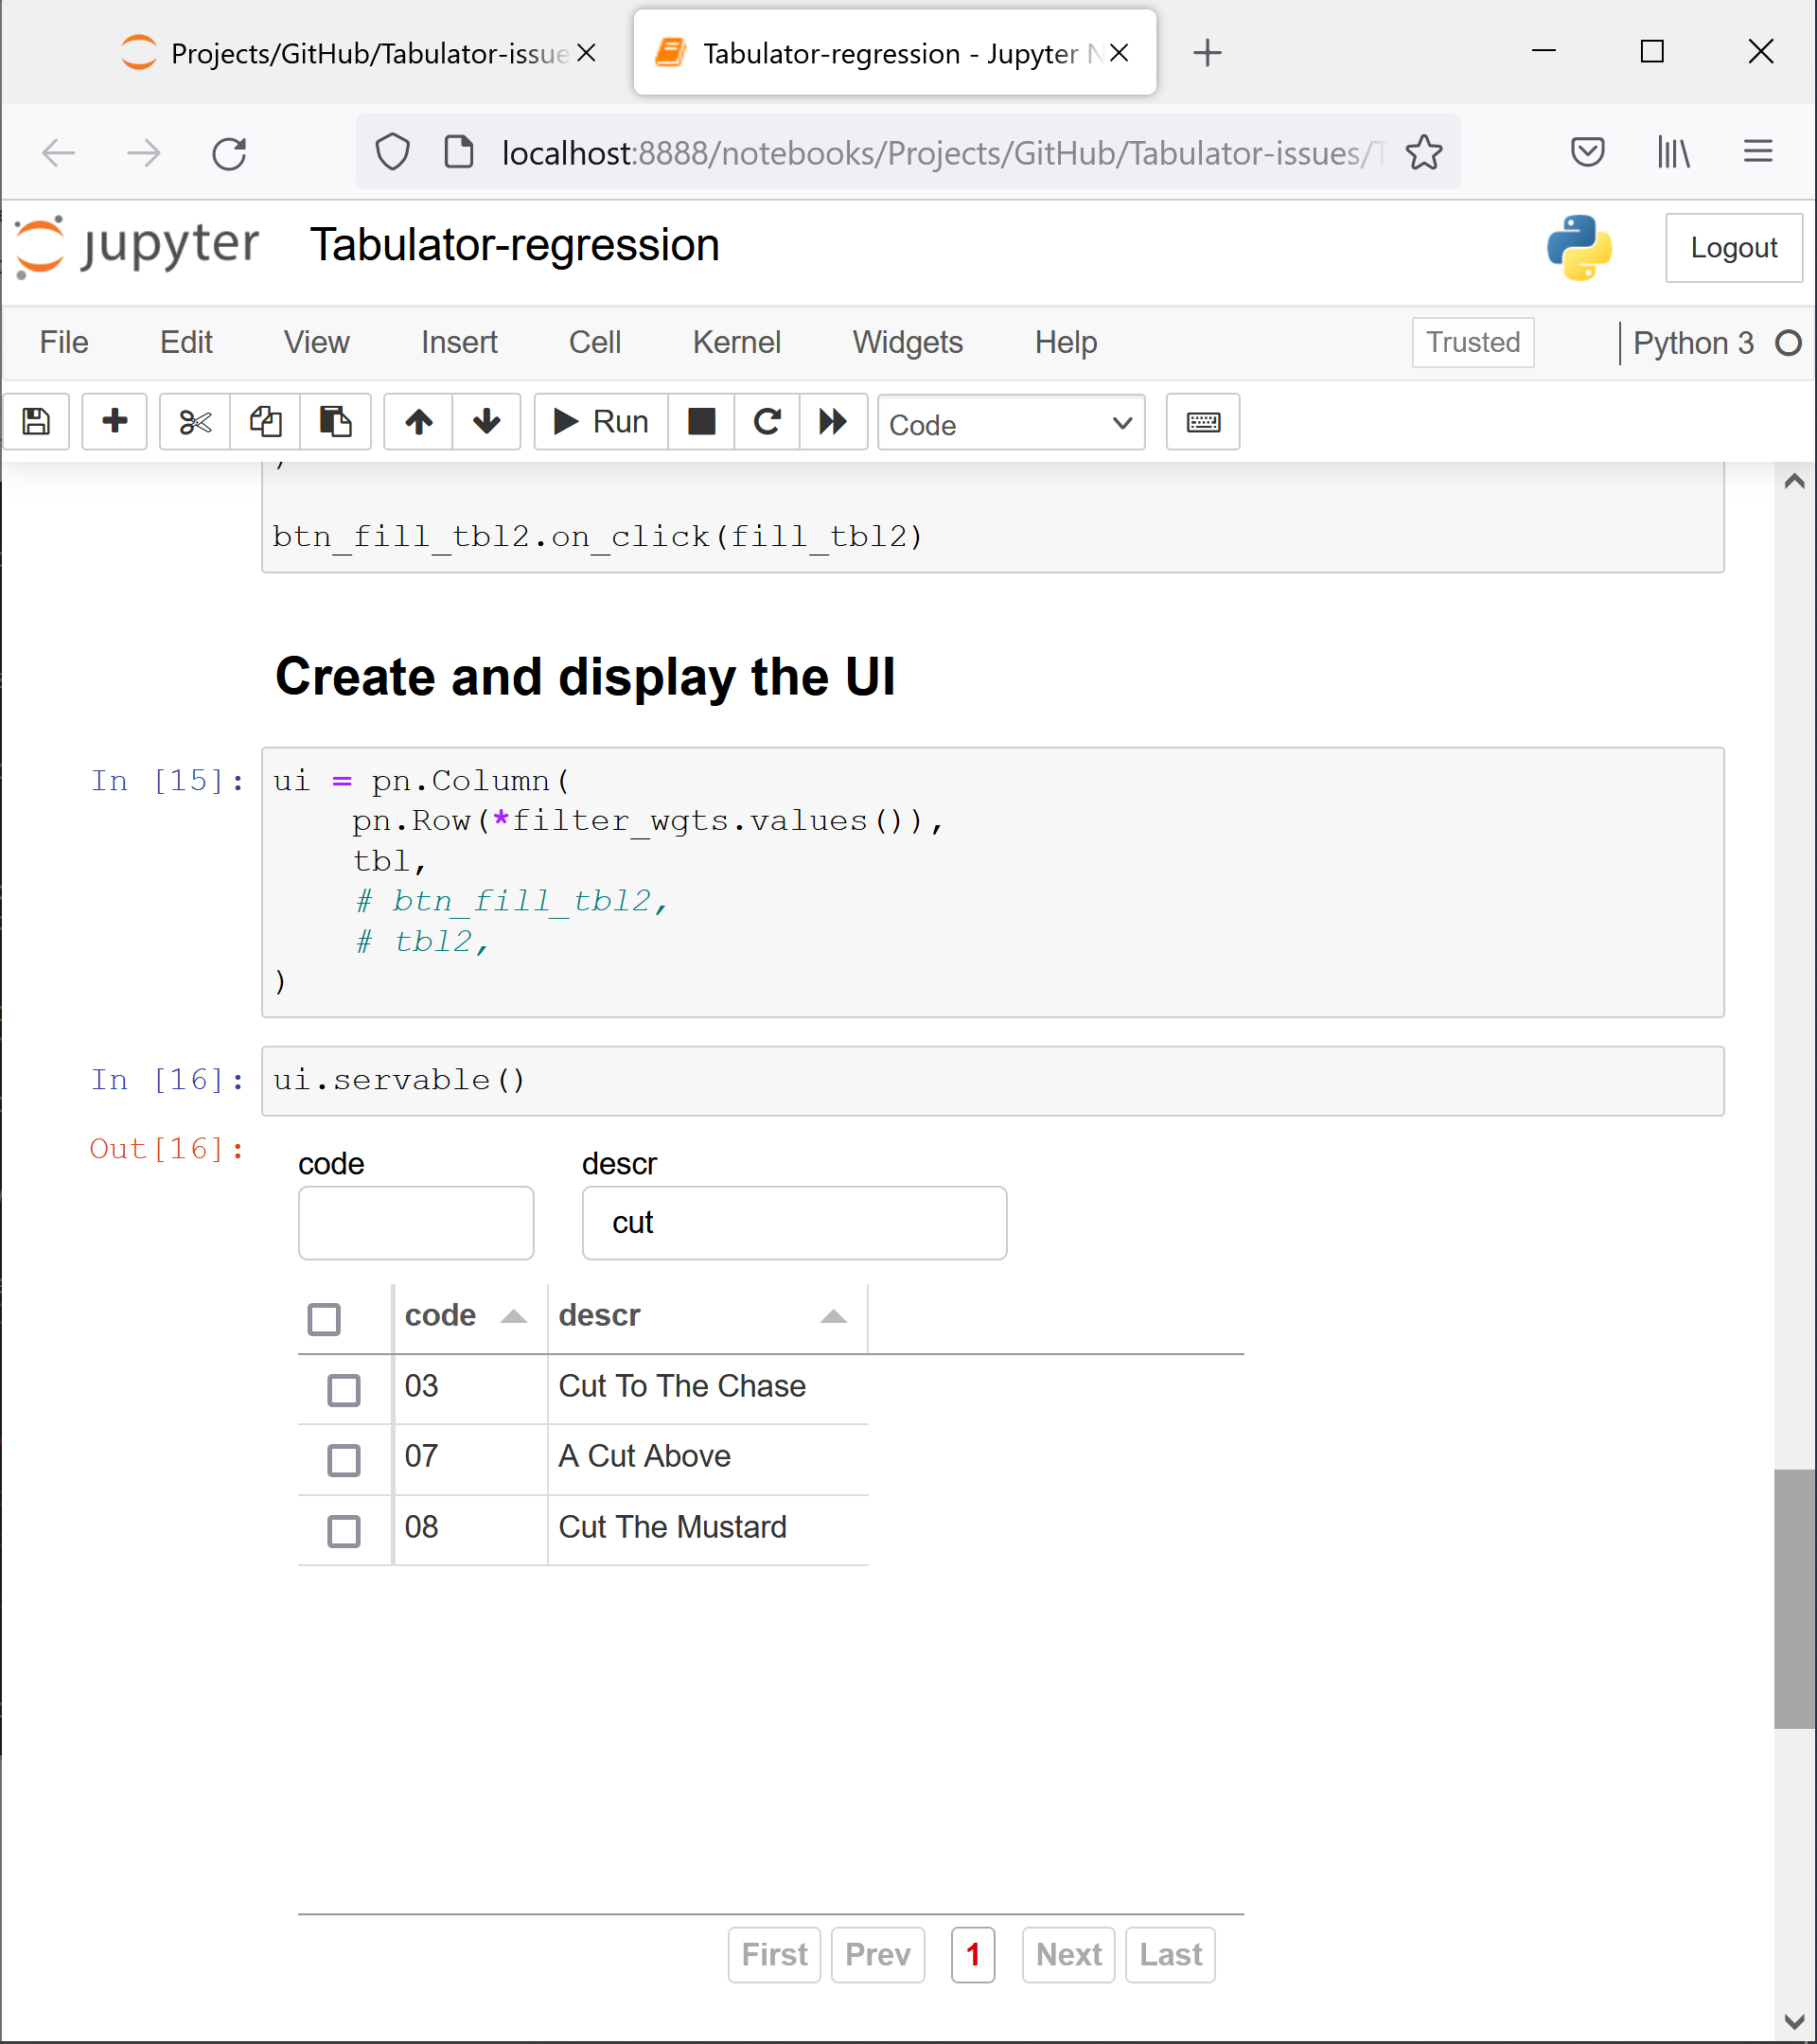 Projects/GitHub/Tabulator-issue
Tabulator-regression - Jupyter N
localhost:8888/notebooks/Projects/GitHub/Tabulator-issues/T
jupyter Tabulator-regression
Logout
File Edit View Insert Cell Kernel Widgets Help Trusted Python 3
Run Code
btn_fill_tbl2.on_click(fill_tbl2)
Create and display the UI
In [15]: ui = pn.Column(
    pn.Row(*filter_wgts.values()),
    tbl,
    # btn_fill_tbl2,
    # tbl2,
)
In [16]: ui.servable()
Out[16]:
code descr
cut
code descr
03 Cut To The Chase
07 A Cut Above
08 Cut The Mustard
First Prev 1 Next Last